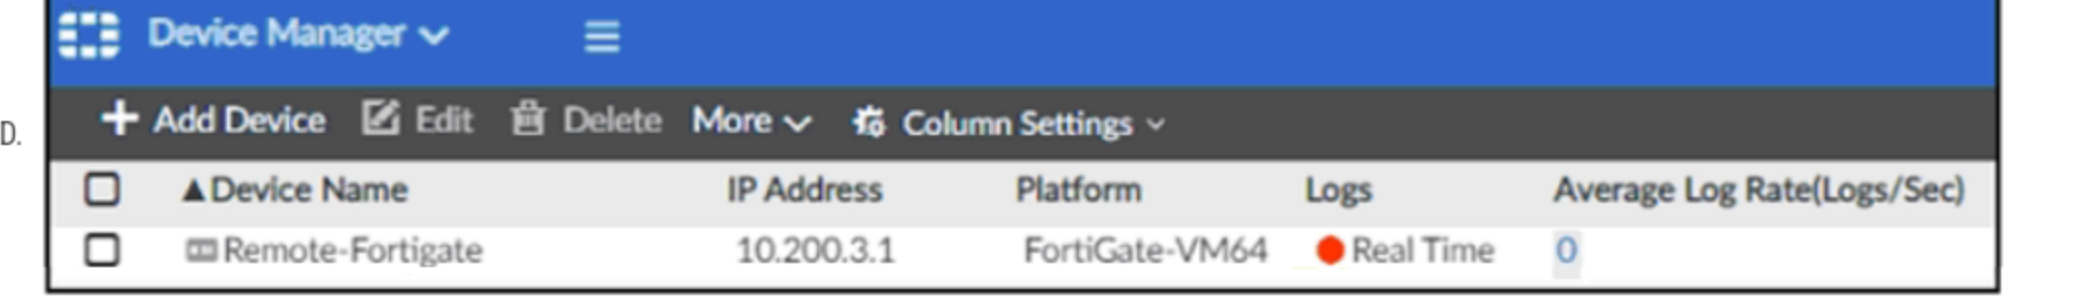 Device Manager
Add Device Edit Delete More Column Settings
D.
Device Name IP Address Platform Logs Average Log Rate(Logs/Sec)
Remote-Fortigate 10.200.3.1 FortiGate-VM64 Real Time 0